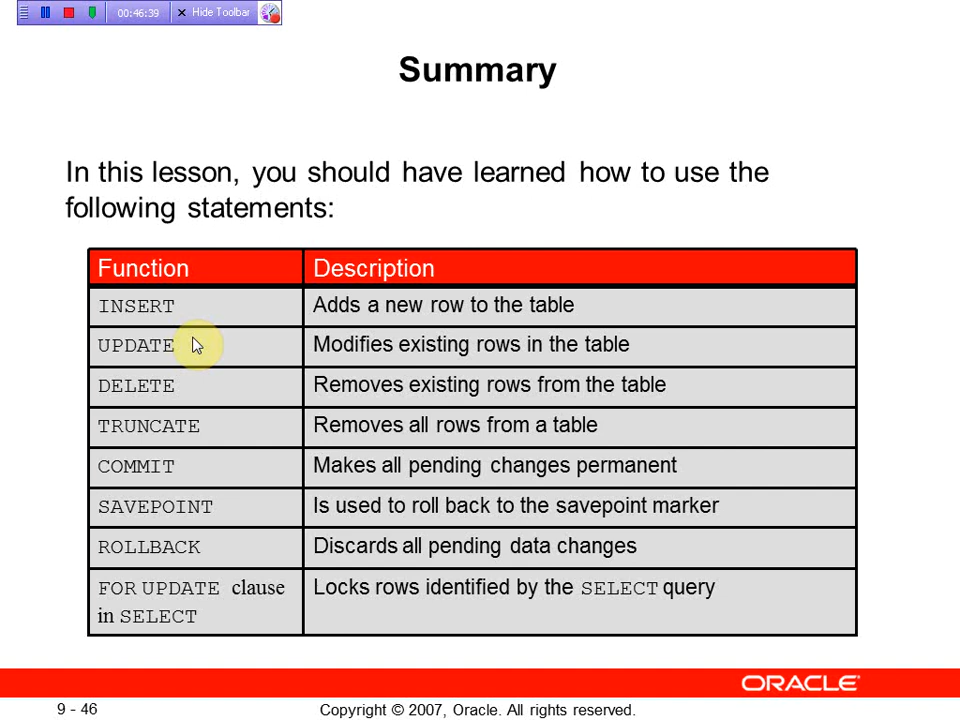 00:46:39 Hide Toolbar
Summary
In this lesson, you should have learned how to use the
following statements:
Function Description
INSERT Adds a new row to the table
UPDATE Modifies existing rows in the table
DELETE Removes existing rows from the table
TRUNCATE Removes all rows from a table
COMMIT Makes all pending changes permanent
SAVEPOINT Is used to roll back to the savepoint marker
ROLLBACK Discards all pending data changes
FOR UPDATE clause Locks rows identified by the SELECT query
in SELECT
ORACLE
9 - 46 Copyright © 2007, Oracle. All rights reserved.